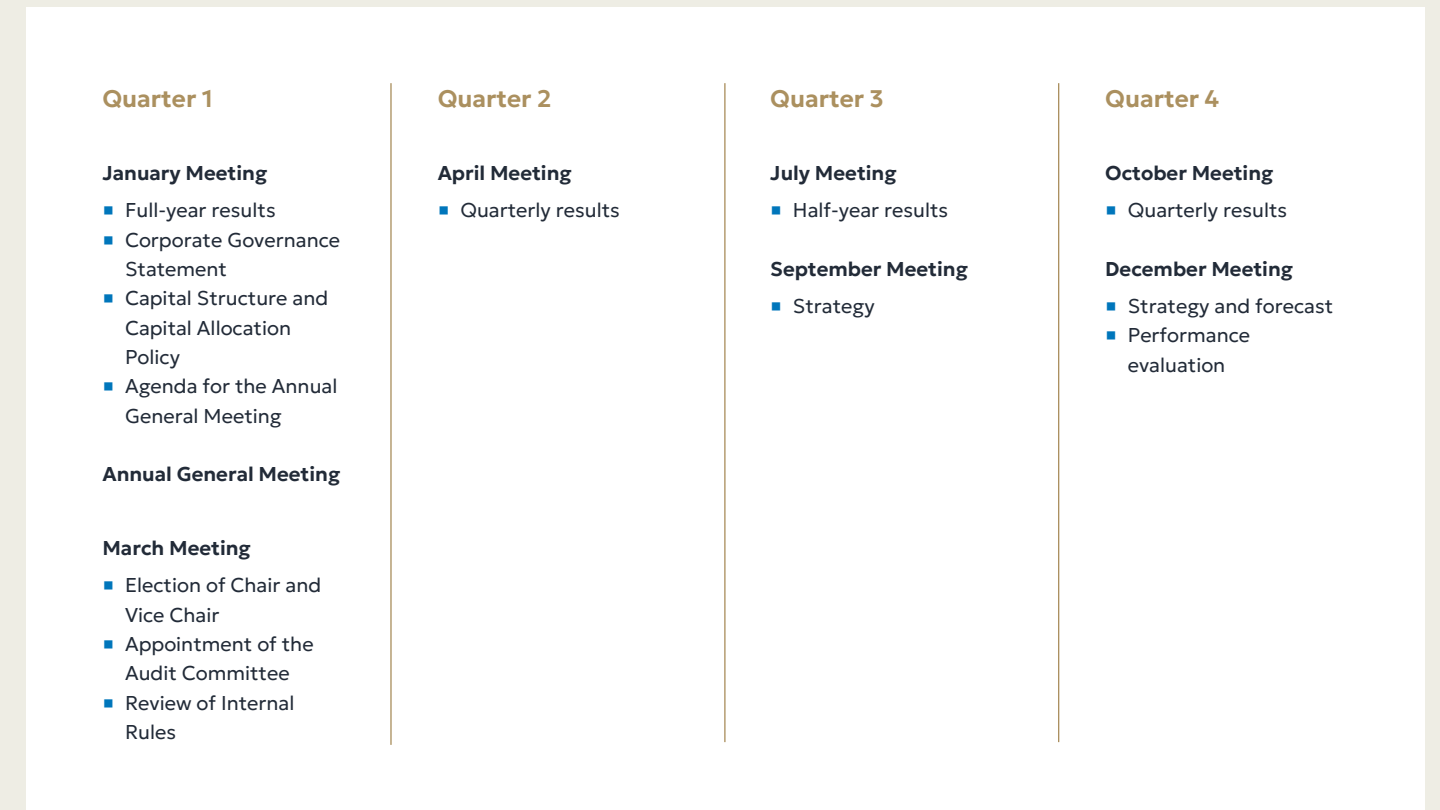 Quarter 1
January Meeting
Full-year results
Corporate Governance
Statement
Capital Structure and
Capital Allocation
Policy
Agenda for the Annual
General Meeting
Annual General Meeting
March Meeting
Election of Chair and
Vice Chair
Appointment of the
Audit Committee
Review of Internal
Rules
Quarter 2
April Meeting
Quarterly results
Quarter 3
July Meeting
Half-year results
September Meeting
Strategy
Quarter 4
October Meeting
Quarterly results
December Meeting
Strategy and forecast
Performance
evaluation